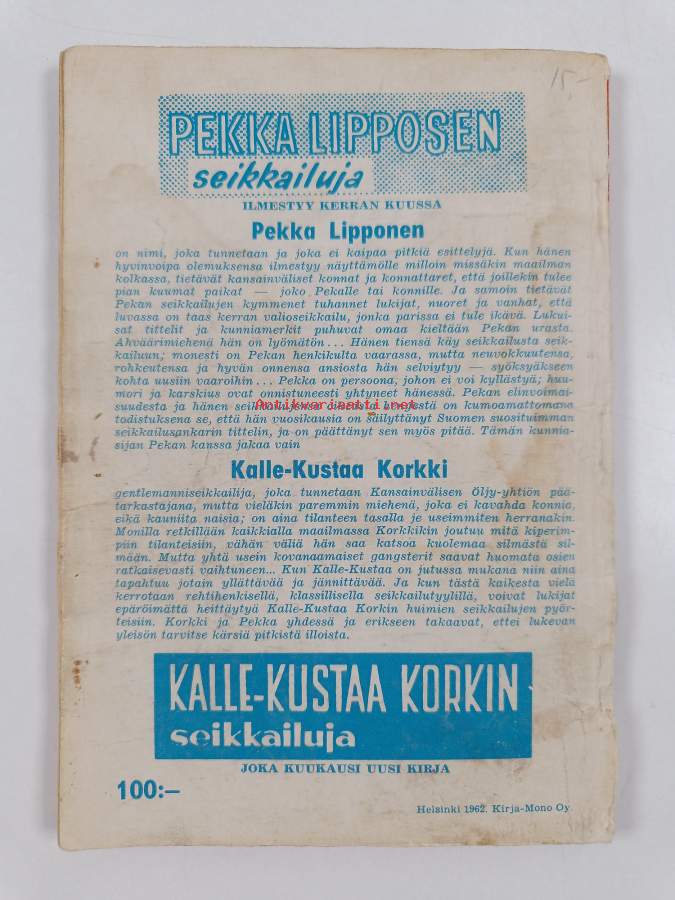 15.-
PEKKA LIPPOSEN
seikkailuja
ILMESTYY KERRAN KUUSSA
Pekka Lipponen
on nimi, joka tunnetaan ja joka ei kaipaa pitkiä esittelyjä. Kun hänen
hyvinvoipa olemuksensa ilmestyy näyttämölle milloin missäkin maailman
kolkassa, tietävät kansainväliset konnat ja konnattaret, että joillekin tulee
pian kuumat paikat — joko Pekalle tai konnille. Ja samoin tietävät
Pekan seikkailujen kymmenet tuhannet lukijat, nuoret ja vanhat, että
luvassa on taas kerran valioseikkailu, jonka parissa ei tule ikävä. Lukui-
sat tittelit ja kunniamerkit puhuvat omaa kieltään Pekan urasta.
Ahväärimiehenä hän on lyömätön... Hänen tiensä käy seikkailusta seik-
kailuun; monesti on Pekan henkikulta vaarassa, mutta neuvokkuutensa,
rohkeutensa ja hyvän onnensa ansiosta hän selviytyy — syöksyäkseen
kohta uusiin vaaroihin... Pekka on persoona, johon ei voi kyllästyä; huu-
mori ja karskius ovat onnistuneesti yhtyneet hänessä. Pekan elinvoimai-
suudesta ja hänen seikkailujensa tasosta on kumoamattomana
todistuksena se, että hän vuosikausia on säilyttänyt Suomen suosituimman
seikkailusankarin tittelin, ja on päättänyt sen myös pitää. Tämän kunnia-
sijan Pekan kanssa jakaa vain
Antikvariaatti.net
Kalle-Kustaa Korkki
gentlemanniseikkailija, joka tunnetaan Kansainvälisen Öljy-yhtiön pää-
tarkastajana, mutta vieläkin paremmin miehenä, joka ei kavahda konnia,
eikä kauniita naisia; on aina tilanteen tasalla je useimmiten herranakin.
Monilla retkillään kaikkialla maailmassa Korkkikin joutuu mitä kiperim-
piin tilanteisiin, vähän väliä hän saa katsoa kuolemaa silmästä sil-
mään. Mutta yhtä usein kovanaamaiset gangsterit saavat huomata osien
ratkaisevasti vaihtuneen... Kun Kalle-Kustaa on jutussa mukana niin aina
tapahtuu jotain yllättävää ja jännittävää. Ja kun tästä kaikesta vielä
kerrotaan rehtihenkisellä, klassillisella seikkailutyylillä, voivat lukijat
epäröimättä heittäytyä Kalle-Kustaa Korkin huimien seikkailujen pyör-
teisiin. Korkki ja Pekka yhdessä ja erikseen takaavat, ettei lukevan
yleisön tarvitse kärsiä pitkistä illoista.
KALLE-KUSTAA KORKIN
seikkailuja
JOKA KUUKAUSI UUSI KIRJA
100:—
Helsinki 1962. Kirja-Mono Oy